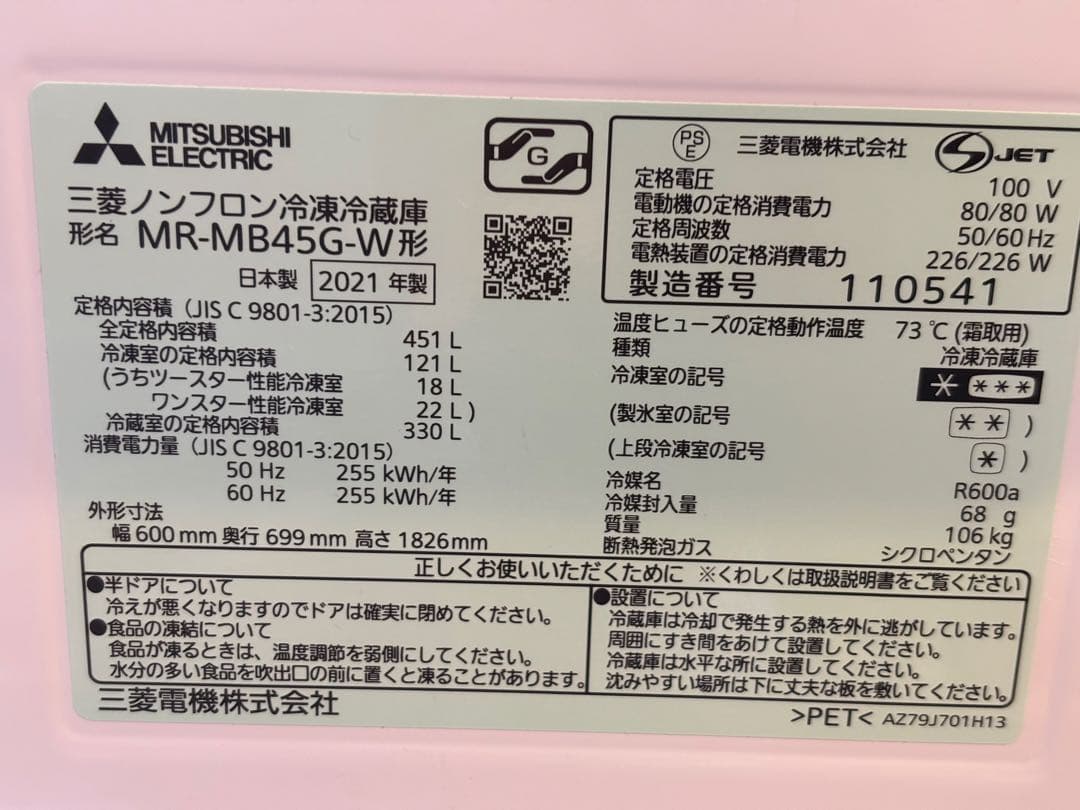 MITSUBISHI
ELECTRIC
三菱ノンフロン冷凍冷蔵庫
形名 MR-MB45G-W形
日本製 2021年製
定格内容積(JIS C 9801-3:2015)
全定格内容積 451 L
冷凍室の定格内容積 121 L
(うちツースター性能冷凍室 18 L
ワンスター性能冷凍室 22 L)
冷蔵室の定格内容積 330 L
消費電力量(JIS C 9801-3:2015)
50 Hz 255 kWh/年
60 Hz 255 kWh/年
外形寸法
幅 600 mm 奥行 699 mm 高さ 1826mm
G
PS
E
三菱電機株式会社
JET
定格電圧 100 V
電動機の定格消費電力 80/80 W
定格周波数 50/60 Hz
電熱装置の定格消費電力 226/226 W
製造番号 110541
温度ヒューズの定格動作温度 73℃(霜取用)
種類 冷凍冷蔵庫
冷凍室の記号 * ***
(製氷室の記号 ** )
(上段冷凍室の記号 * )
冷媒名 R600a
冷媒封入量 68 g
質量 106 kg
断熱発泡ガス シクロペンタン
正しくお使いいただくために ※くわしくは取扱説明書をご覧ください
●半ドアについて
冷えが悪くなりますのでドアは確実に閉めてください。
●食品の凍結について
食品が凍るときは、温度調節を弱側にしてください。
水分の多い食品を吹出口の前に置くと凍ることがあります。
●設置について
冷蔵庫は冷却で発生する熱を外に逃がしています。
周囲にすき間をあけて設置してください。
冷蔵庫は水平な所に設置してください。
沈みやすい場所は下に丈夫な板を敷いてください。
三菱電機株式会社
>PET< AZ79J701H13